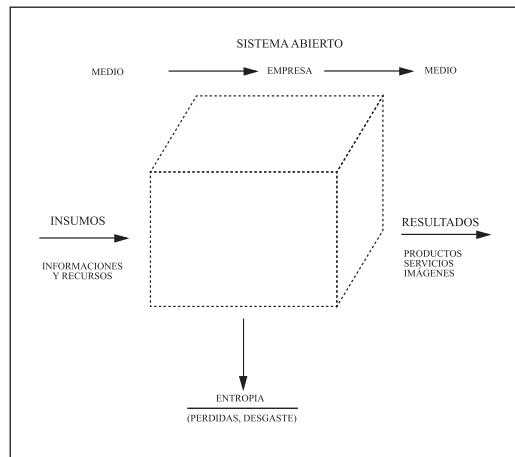 SISTEMA ABIERTO
MEDIO EMPRESA MEDIO
INSUMOS
INFORMACIONES
Y RECURSOS
RESULTADOS
PRODUCTOS
SERVICIOS
IMÁGENES
ENTROPIA
(PERDIDAS, DESGASTE)